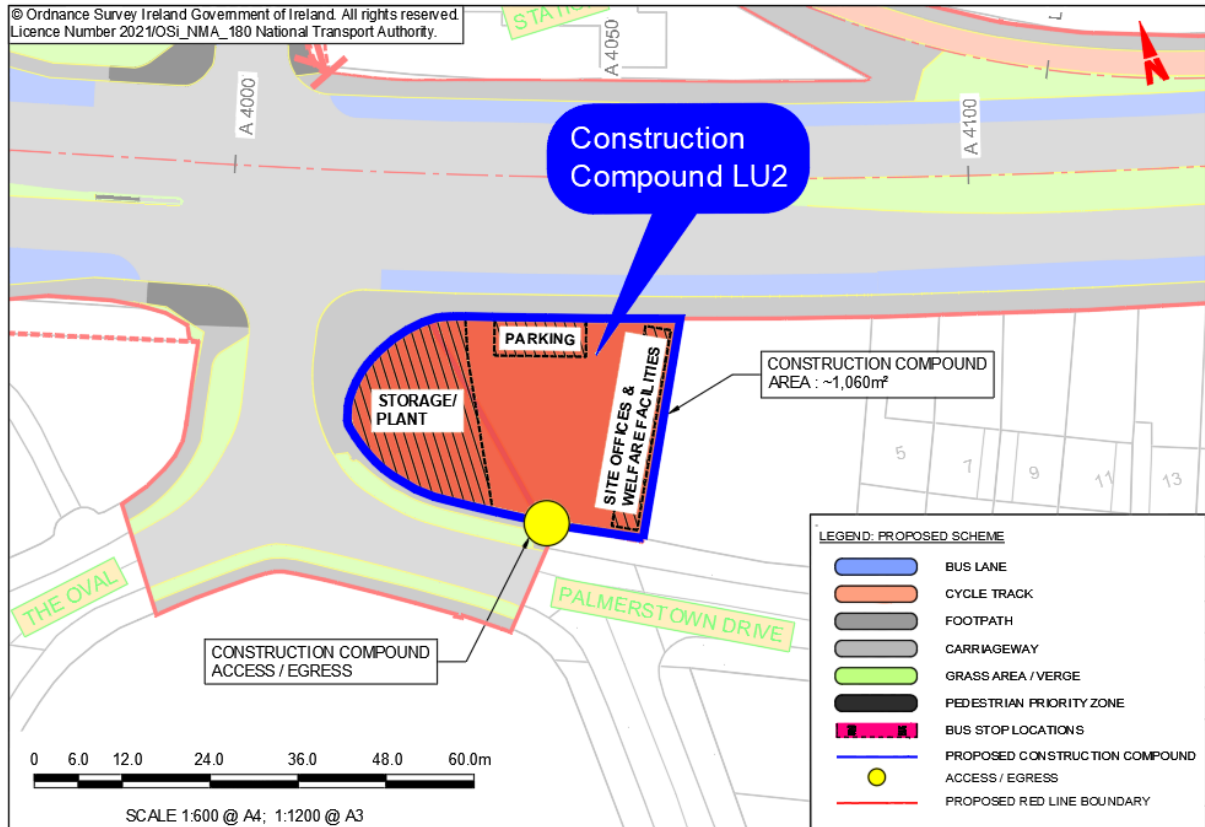 © Ordnance Survey Ireland Government of Ireland. All rights reserved.
Licence Number 2021/OSi_NMA_180 National Transport Authority.
A 4000
A 4050
A 4100
N
Construction
Compound LU2
PARKING
STORAGE/
PLANT
SITE OFFICES &
WELFARE FACILITIES
CONSTRUCTION COMPOUND
AREA : ~1,060m²
5
7
9
11
13
THE OVAL
PALMERSTOWN DRIVE
CONSTRUCTION COMPOUND
ACCESS / EGRESS
0 6.0 12.0 24.0 36.0 48.0 60.0m
SCALE 1:600 @ A4; 1:1200 @ A3
LEGEND: PROPOSED SCHEME
BUS LANE
CYCLE TRACK
FOOTPATH
CARRIAGEWAY
GRASS AREA / VERGE
PEDESTRIAN PRIORITY ZONE
BUS STOP LOCATIONS
PROPOSED CONSTRUCTION COMPOUND
ACCESS / EGRESS
PROPOSED RED LINE BOUNDARY